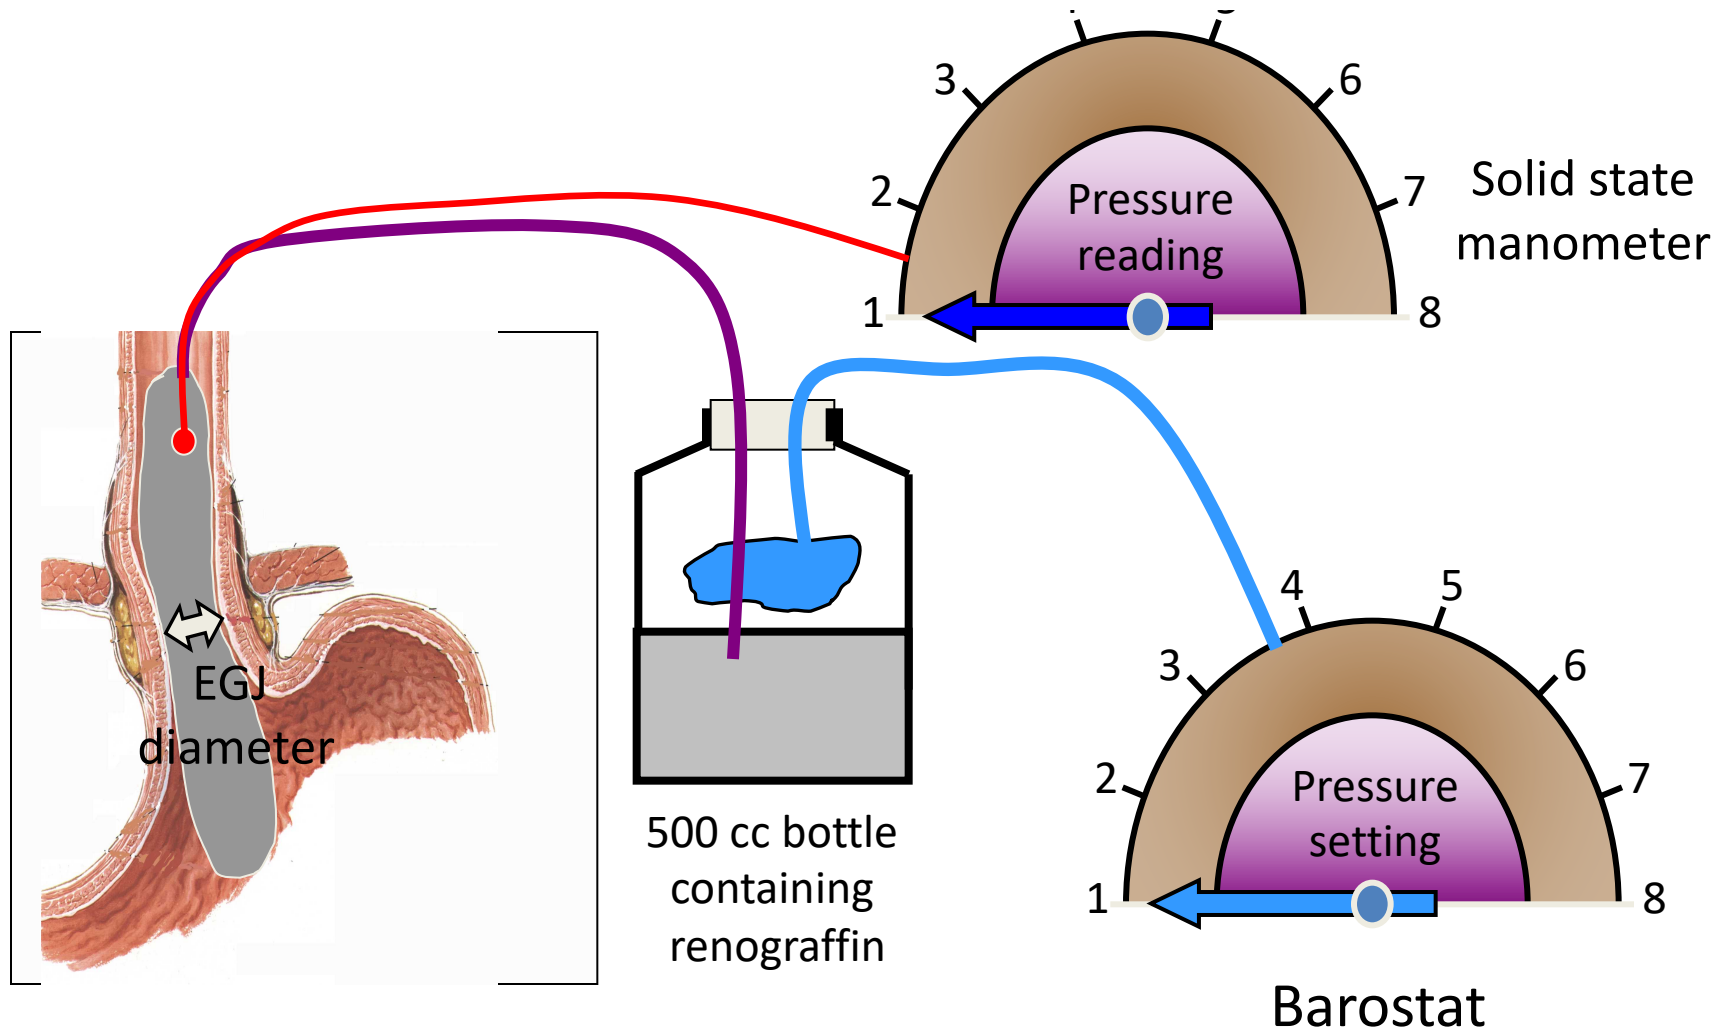 3
6
2
7
1
8
Pressure
reading
Solid state
manometer
EGJ
diameter
500 cc bottle
containing
renograffin
4
5
3
6
2
7
1
8
Pressure
setting
Barostat